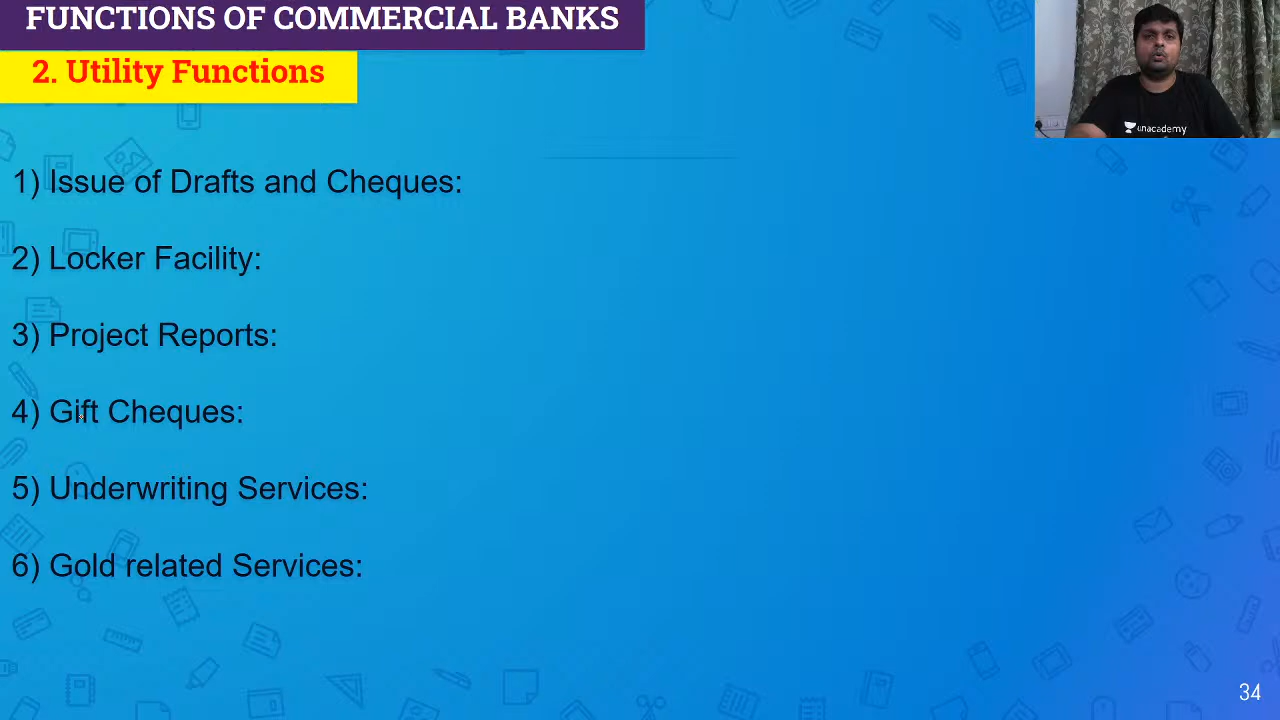 FUNCTIONS OF COMMERCIAL BANKS
2. Utility Functions
unacademy
1) Issue of Drafts and Cheques:
2) Locker Facility:
3) Project Reports:
4) Gift Cheques:
5) Underwriting Services:
6) Gold related Services:
34